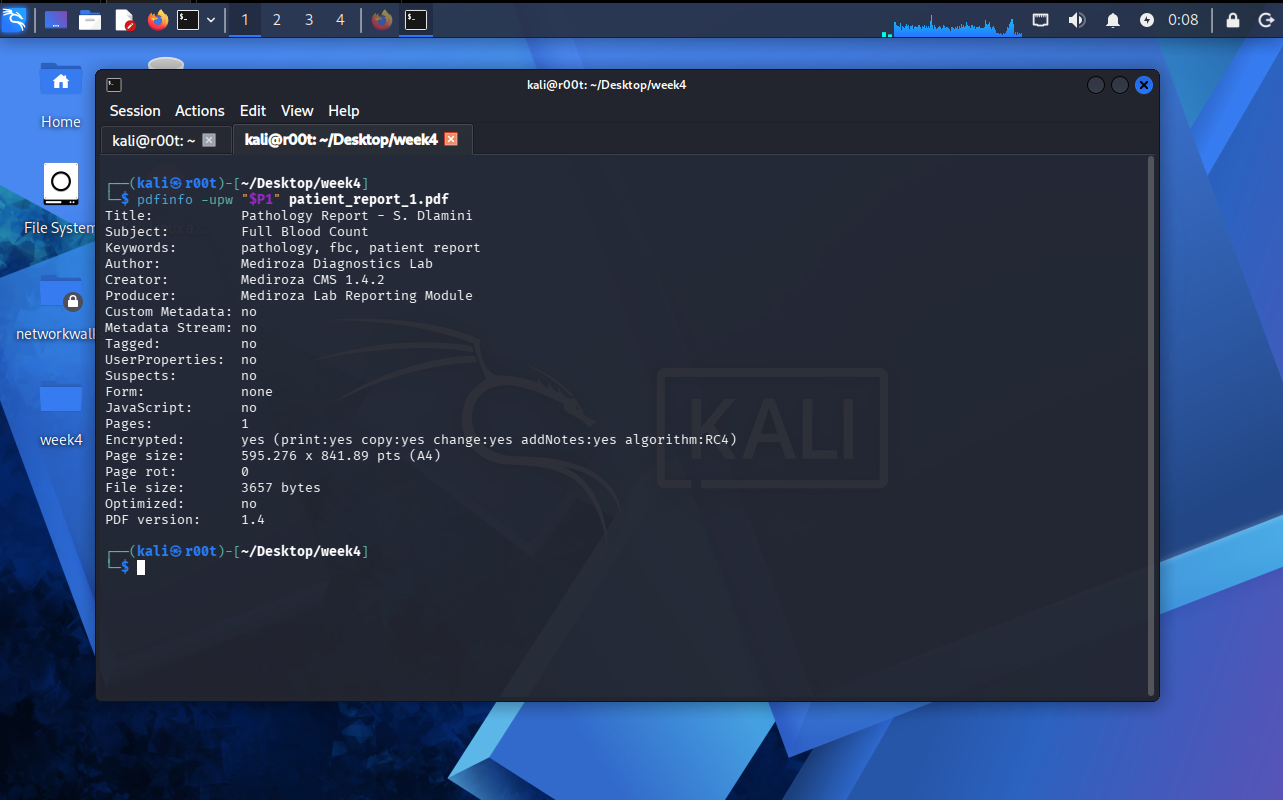 1 2 3 4 0:08
Home
File System
networkwall
week4
kali@r00t: ~/Desktop/week4
Session Actions Edit View Help
kali@r00t: ~ kali@r00t: ~/Desktop/week4
┌──(kali㉿r00t)-[~/Desktop/week4]
└─$ pdfinfo -upw "$P1" patient_report_1.pdf
Title: Pathology Report - S. Dlamini
Subject: Full Blood Count
Keywords: pathology, fbc, patient report
Author: Mediroza Diagnostics Lab
Creator: Mediroza CMS 1.4.2
Producer: Mediroza Lab Reporting Module
Custom Metadata: no
Metadata Stream: no
Tagged: no
UserProperties: no
Suspects: no
Form: none
JavaScript: no
Pages: 1
Encrypted: yes (print:yes copy:yes change:yes addNotes:yes algorithm:RC4)
Page size: 595.276 x 841.89 pts (A4)
Page rot: 0
File size: 3657 bytes
Optimized: no
PDF version: 1.4
┌──(kali㉿r00t)-[~/Desktop/week4]
└─$
KALI